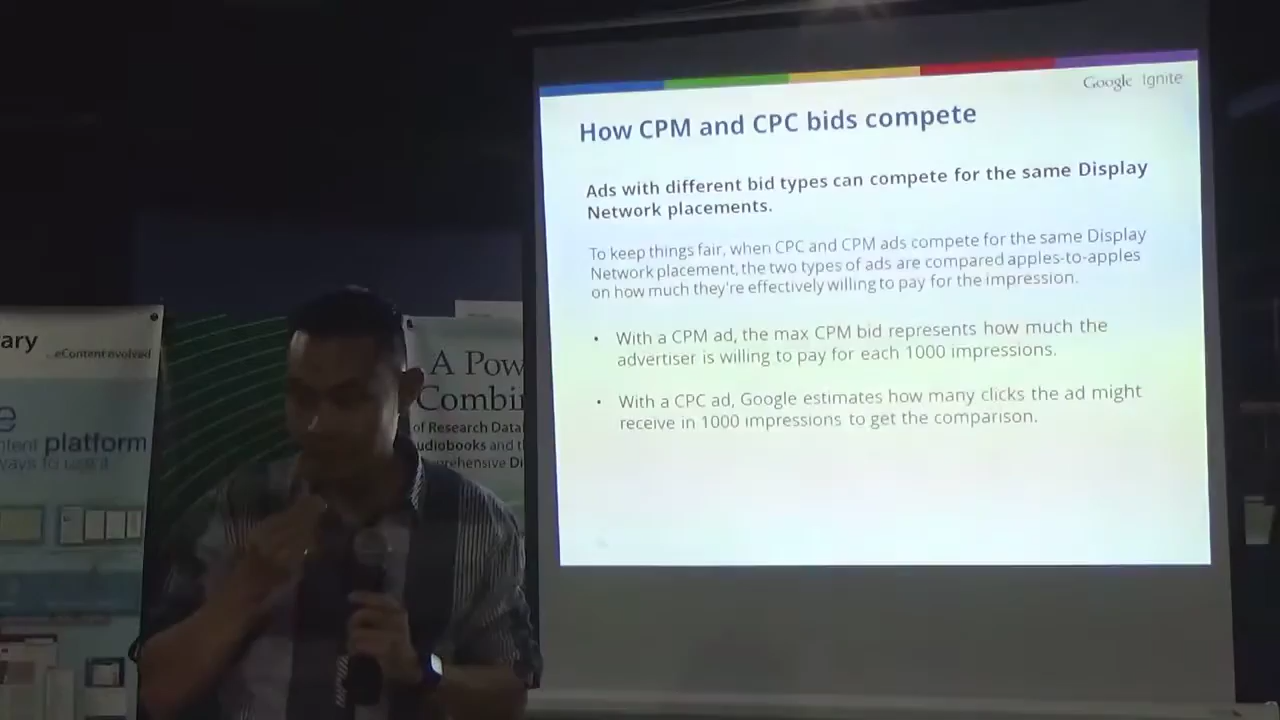 Google Ignite
How CPM and CPC bids compete
Ads with different bid types can compete for the same Display
Network placements.
To keep things fair, when CPC and CPM ads compete for the same Display
Network placement, the two types of ads are compared apples-to-apples
on how much they're effectively willing to pay for the impression.
• With a CPM ad, the max CPM bid represents how much the
advertiser is willing to pay for each 1000 impressions.
• With a CPC ad, Google estimates how many clicks the ad might
receive in 1000 impressions to get the comparison.
ary
...eContent evolved
e
ntent platform
ways to use it
A Pow
Combi
of Research Data
udiobooks and t
rehensive Di